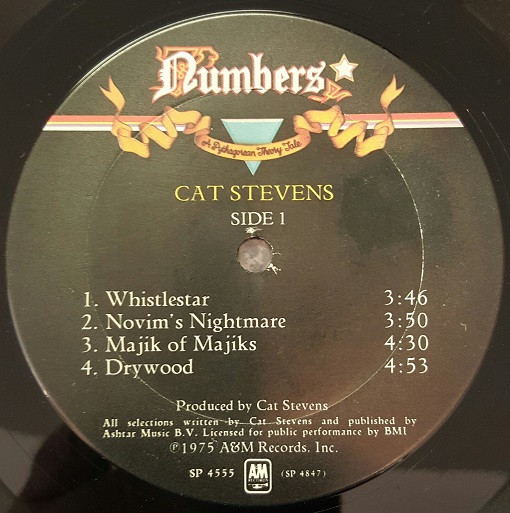 Numbers
A Pythagorean Theory Tale
CAT STEVENS
SIDE 1
1. Whistlestar 3:46
2. Novim's Nightmare 3:50
3. Majik of Majiks 4:30
4. Drywood 4:53
Produced by Cat Stevens
All selections written by Cat Stevens and published by
Ashtar Music B.V. Licensed for public performance by BMI
℗1975 A&M Records, Inc.
SP 4555 AM RECORDS (SP 4847)